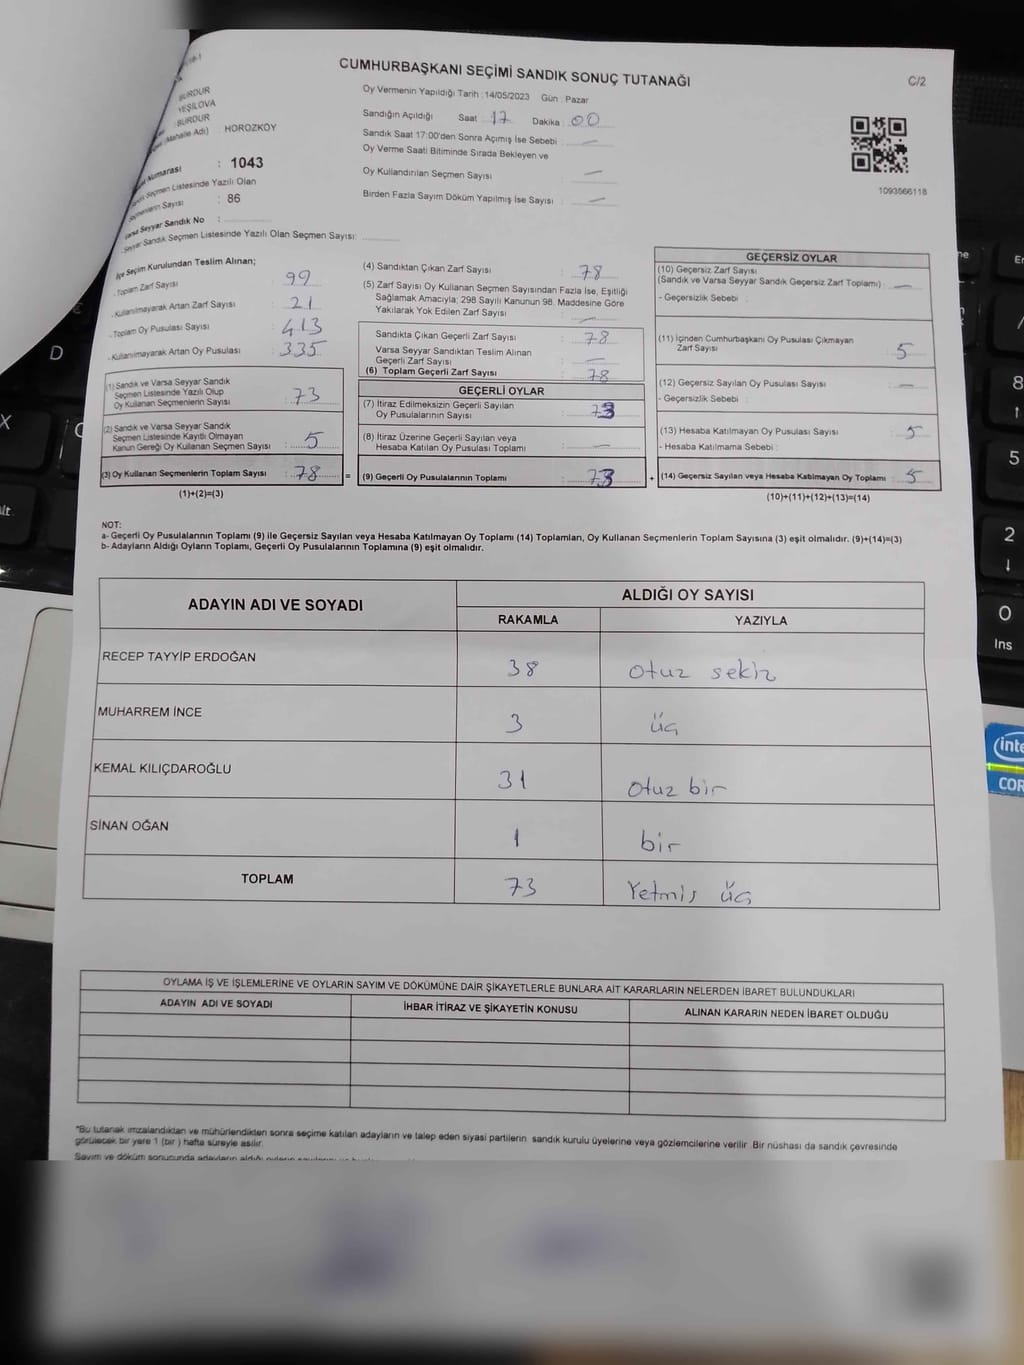 CUMHURBAŞKANI SEÇİMİ SANDIK SONUÇ TUTANAĞI
C/2
BURDUR
YEŞİLOVA
BURDUR
Mahalle Adı) HOROZKÖY
Numarası : 1043
Seçmen Listesinde Yazılı Olan
Seçmenlerin Sayısı : 86
Varsa Seyyar Sandık No :
Seyyar Sandık Seçmen Listesinde Yazılı Olan Seçmen Sayısı:
Oy Vermenin Yapıldığı Tarih : 14/05/2023 Gün : Pazar
Sandığın Açıldığı Saat : 17 Dakika : 00
Sandık Saat 17:00'den Sonra Açımış İse Sebebi : —
Oy Verme Saati Bitiminde Sırada Bekleyen ve
Oy Kullandırılan Seçmen Sayısı : —
Birden Fazla Sayım Döküm Yapılmış İse Sayısı : —
1093566118
İlçe Seçim Kurulundan Teslim Alınan;
Toplam Zarf Sayısı : 99
Kullanılmayarak Artan Zarf Sayısı : 21
Toplam Oy Pusulası Sayısı : 413
Kullanılmayarak Artan Oy Pusulası : 335
(1) Sandık ve Varsa Seyyar Sandık
Seçmen Listesinde Yazılı Olup
Oy Kullanan Seçmenlerin Sayısı : 73
(2) Sandık ve Varsa Seyyar Sandık
Seçmen Listesinde Kayıtlı Olmayan
Kanun Gereği Oy Kullanan Seçmen Sayısı : 5
(3) Oy Kullanan Seçmenlerin Toplam Sayısı : 78 =
(1)+(2)=(3)
(4) Sandıktan Çıkan Zarf Sayısı : 78
(5) Zarf Sayısı Oy Kullanan Seçmen Sayısından Fazla İse, Eşitliği
Sağlamak Amacıyla; 298 Sayılı Kanunun 98. Maddesine Göre
Yakılarak Yok Edilen Zarf Sayısı : —
Sandıkta Çıkan Geçerli Zarf Sayısı : 78
Varsa Seyyar Sandıktan Teslim Alınan
Geçerli Zarf Sayısı : —
(6) Toplam Geçerli Zarf Sayısı : 78
GEÇERLİ OYLAR
(7) İtiraz Edilmeksizin Geçerli Sayılan
Oy Pusulalarının Sayısı : 73
(8) İtiraz Üzerine Geçerli Sayılan veya
Hesaba Katılan Oy Pusulası Toplamı : —
(9) Geçerli Oy Pusulalarının Toplamı : 73 +
GEÇERSİZ OYLAR
(10) Geçersiz Zarf Sayısı
(Sandık ve Varsa Seyyar Sandık Geçersiz Zarf Toplamı) : —
- Geçersizlik Sebebi :
(11) İçinden Cumhurbaşkanı Oy Pusulası Çıkmayan
Zarf Sayısı : 5
(12) Geçersiz Sayılan Oy Pusulası Sayısı : —
- Geçersizlik Sebebi :
(13) Hesaba Katılmayan Oy Pusulası Sayısı : 5
- Hesaba Katılmama Sebebi :
(14) Geçersiz Sayılan veya Hesaba Katılmayan Oy Toplamı : 5
(10)+(11)+(12)+(13)=(14)
NOT:
a- Geçerli Oy Pusulalarının Toplamı (9) ile Geçersiz Sayılan veya Hesaba Katılmayan Oy Toplamı (14) Toplamları, Oy Kullanan Seçmenlerin Toplam Sayısına (3) eşit olmalıdır. (9)+(14)=(3)
b- Adayların Aldığı Oyların Toplamı, Geçerli Oy Pusulalarının Toplamına (9) eşit olmalıdır.
ADAYIN ADI VE SOYADI
ALDIĞI OY SAYISI
RAKAMLA YAZIYLA
RECEP TAYYİP ERDOĞAN 38 otuz sekiz
MUHARREM İNCE 3 üç
KEMAL KILIÇDAROĞLU 31 otuz bir
SİNAN OĞAN 1 bir
TOPLAM 73 Yetmiş üç
OYLAMA İŞ VE İŞLEMLERİNE VE OYLARIN SAYIM VE DÖKÜMÜNE DAİR ŞİKAYETLERLE BUNLARA AİT KARARLARIN NELERDEN İBARET BULUNDUKLARI
ADAYIN ADI VE SOYADI İHBAR İTİRAZ VE ŞİKAYETİN KONUSU ALINAN KARARIN NEDEN İBARET OLDUĞU
*Bu tutanak imzalandıktan ve mühürlendikten sonra seçime katılan adayların ve talep eden siyasi partilerin sandık kurulu üyelerine veya gözlemcilerine verilir. Bir nüshası da sandık çevresinde
görülecek bir yere 1 (bir) hafta süreyle asılır.
Sayım ve döküm sonucunda adayların aldığı oyların